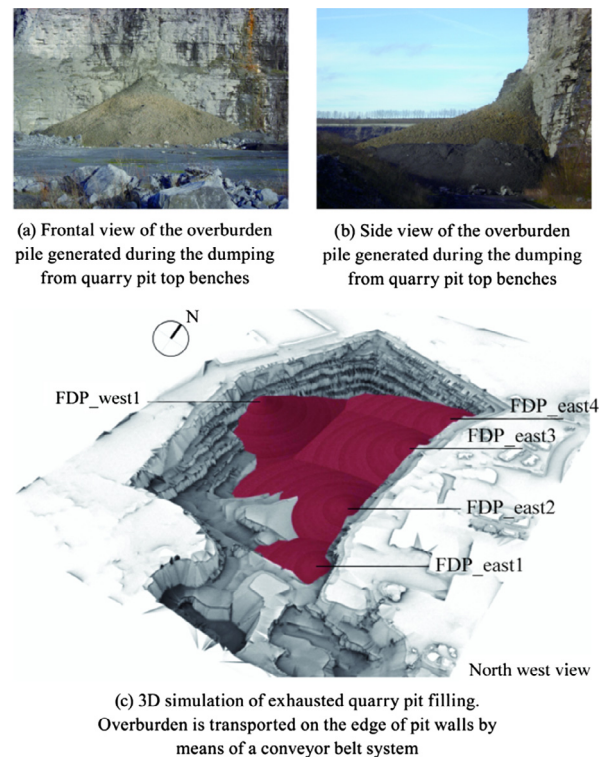 (a) Frontal view of the overburden
pile generated during the dumping
from quarry pit top benches
(b) Side view of the overburden
pile generated during the dumping
from quarry pit top benches
N
FDP_west1
FDP_east4
FDP_east3
FDP_east2
FDP_east1
North west view
(c) 3D simulation of exhausted quarry pit filling.
Overburden is transported on the edge of pit walls by
means of a conveyor belt system